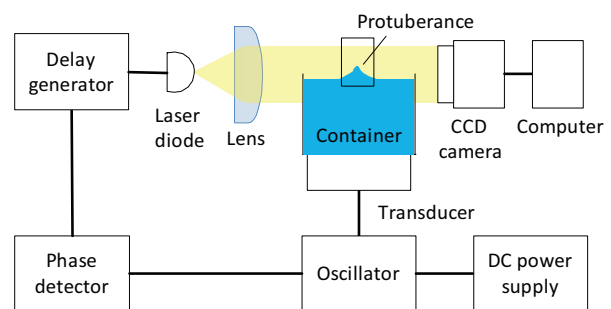 Protuberance
Delay
generator
Laser
diode
Lens
Container
CCD
camera
Computer
Transducer
Phase
detector
Oscillator
DC power
supply